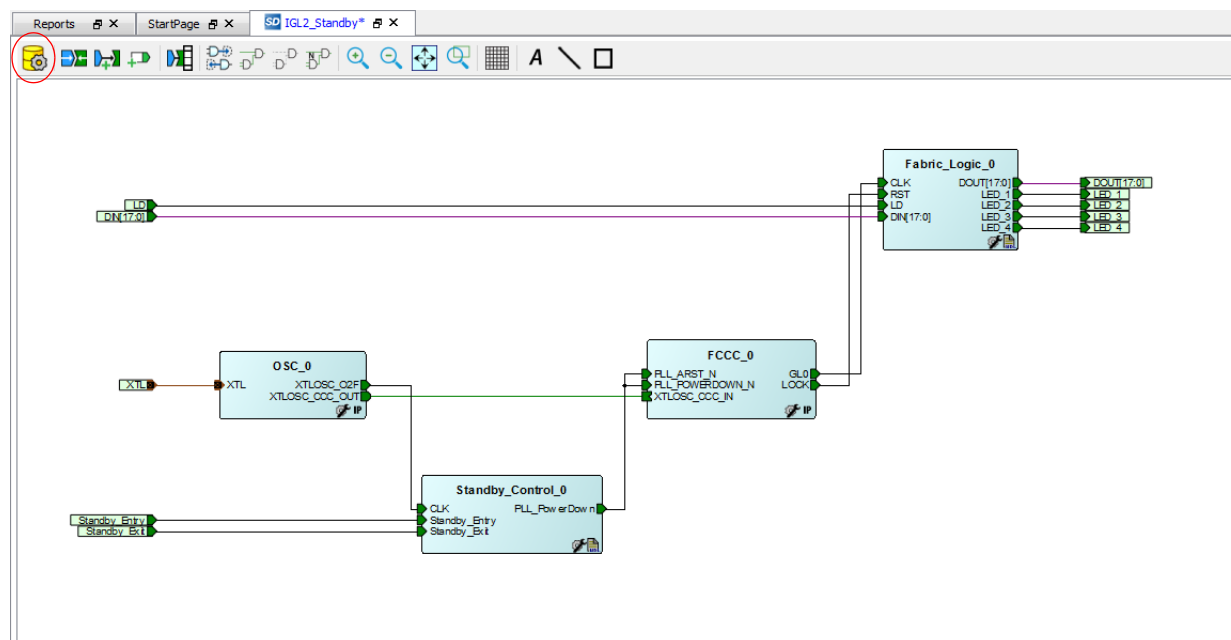 Reports
StartPage
SD IGL2_Standby*
A
Fabric_Logic_0
CLK DOUT[17:0] DOUT[17:0]
RST LED_1 LED_1
LD LD LED_2 LED_2
DIN[17:0] DIN[17:0] LED_3 LED_3
LED_4 LED_4
OSC_0
XTL XTL XTLOSC_O2F
XTLOSC_CCC_OUT
IP
FCCC_0
PLL_ARST_N GL0
PLL_POWERDOWN_N LOCK
XTLOSC_CCC_IN
IP
Standby_Control_0
CLK PLL_PowerDown
Standby_Entry Standby_Entry
Standby_Exit Standby_Exit